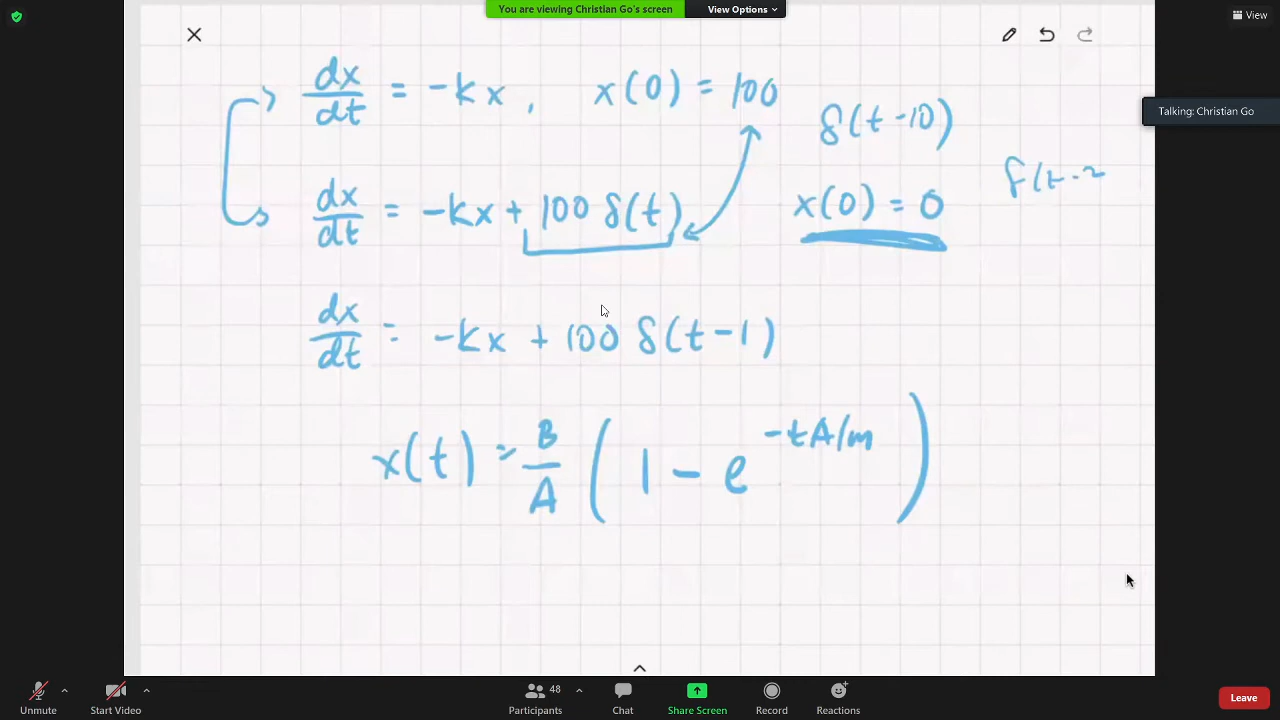 You are viewing Christian Go's screen View Options
View
dx/dt = -kx, x(0) = 100
δ(t-10)
Talking: Christian Go
δ(t-2
dx/dt = -kx + 100 δ(t) x(0) = 0
dx/dt = -kx + 100 δ(t-1)
x(t) = B/A (1 - e^{-tA/m})
Unmute Start Video 48 Participants Chat Share Screen Record Reactions Leave